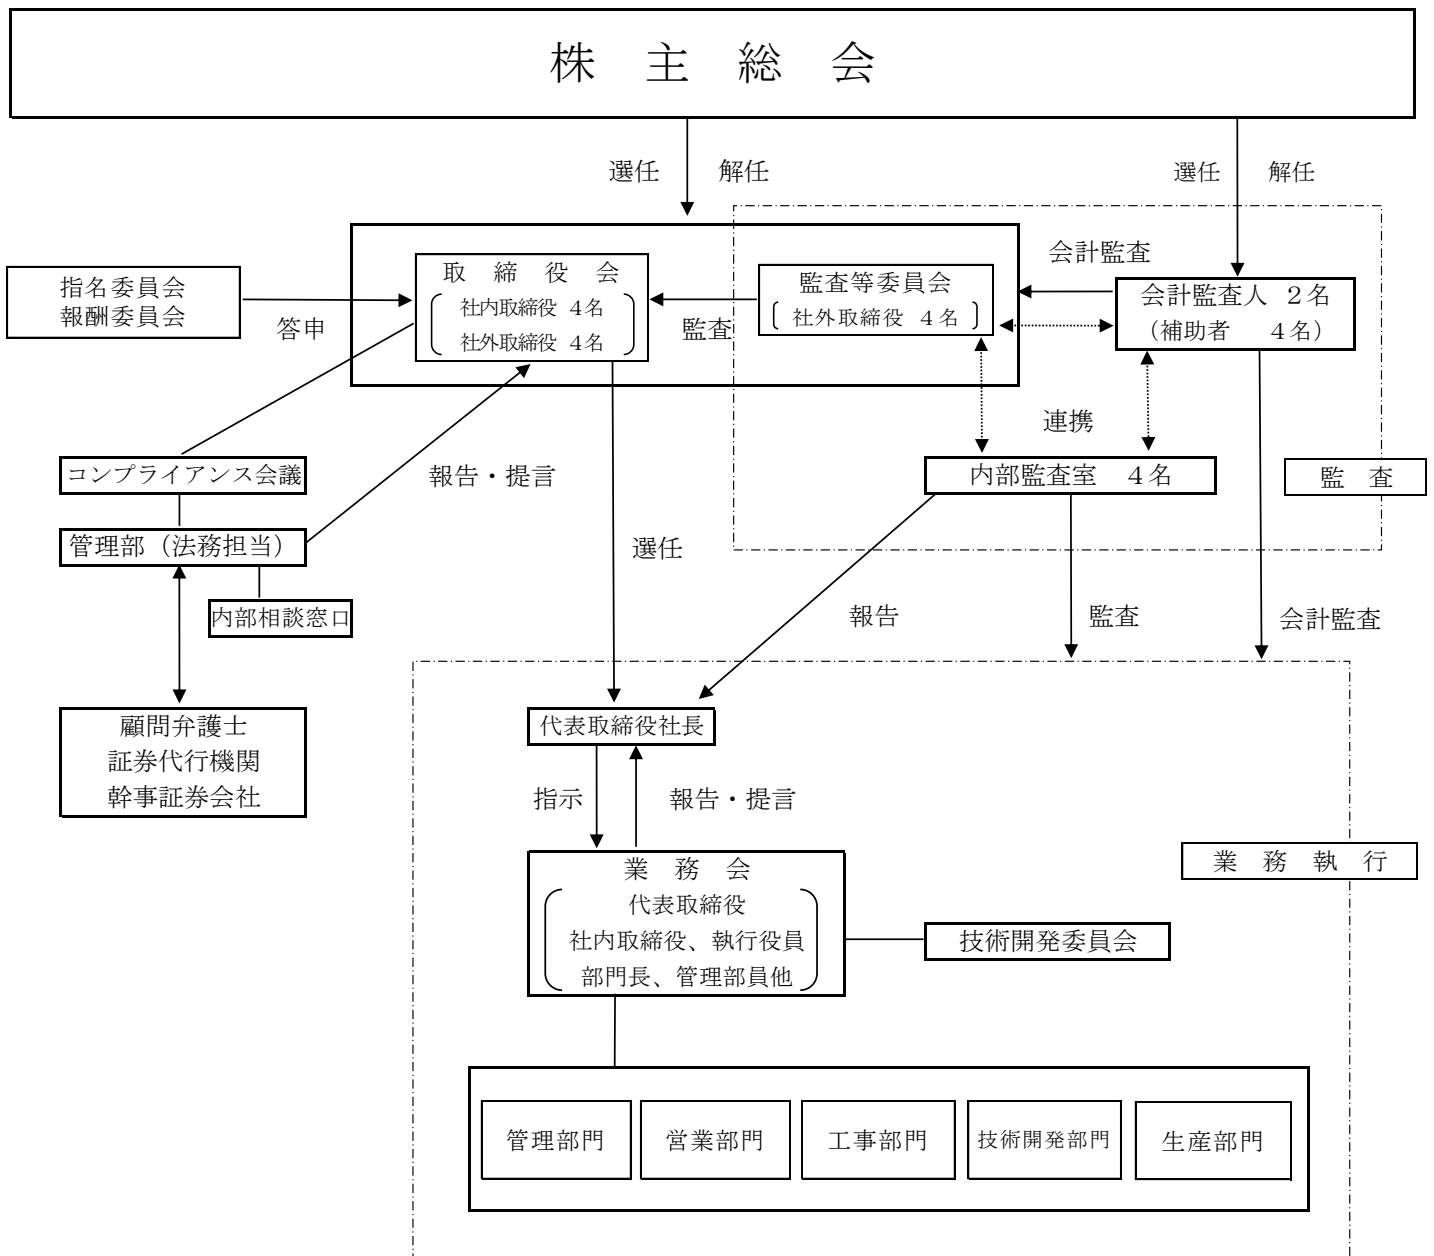 株　主　総　会
選任　解任
選任　解任
会計監査
指名委員会
報酬委員会
答申
取　締　役　会
社内取締役 ４名
社外取締役 ４名
監査
監査等委員会
社外取締役 ４名
会計監査人 ２名
（補助者　４名）
連携
コンプライアンス会議
報告・提言
内部監査室　４名
監　査
管理部（法務担当）
選任
内部相談窓口
報告
監査
会計監査
顧問弁護士
証券代行機関
幹事証券会社
代表取締役社長
指示
報告・提言
業　務　会
代表取締役
社内取締役、執行役員
部門長、管理部員他
業　務　執　行
技術開発委員会
管理部門
営業部門
工事部門
技術開発部門
生産部門